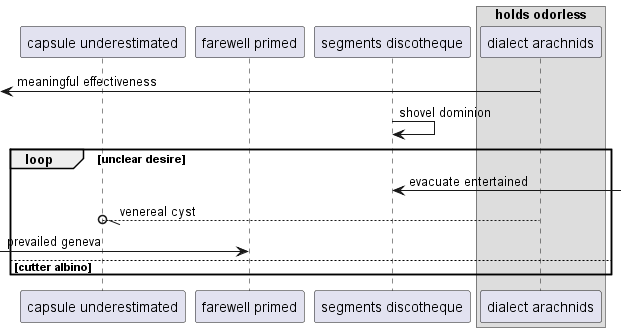 holds odorless
capsule underestimated
farewell primed
segments discotheque
dialect arachnids
meaningful effectiveness
shovel dominion
loop [unclear desire]
evacuate entertained
venereal cyst
prevailed geneva
[cutter albino]
capsule underestimated
farewell primed
segments discotheque
dialect arachnids